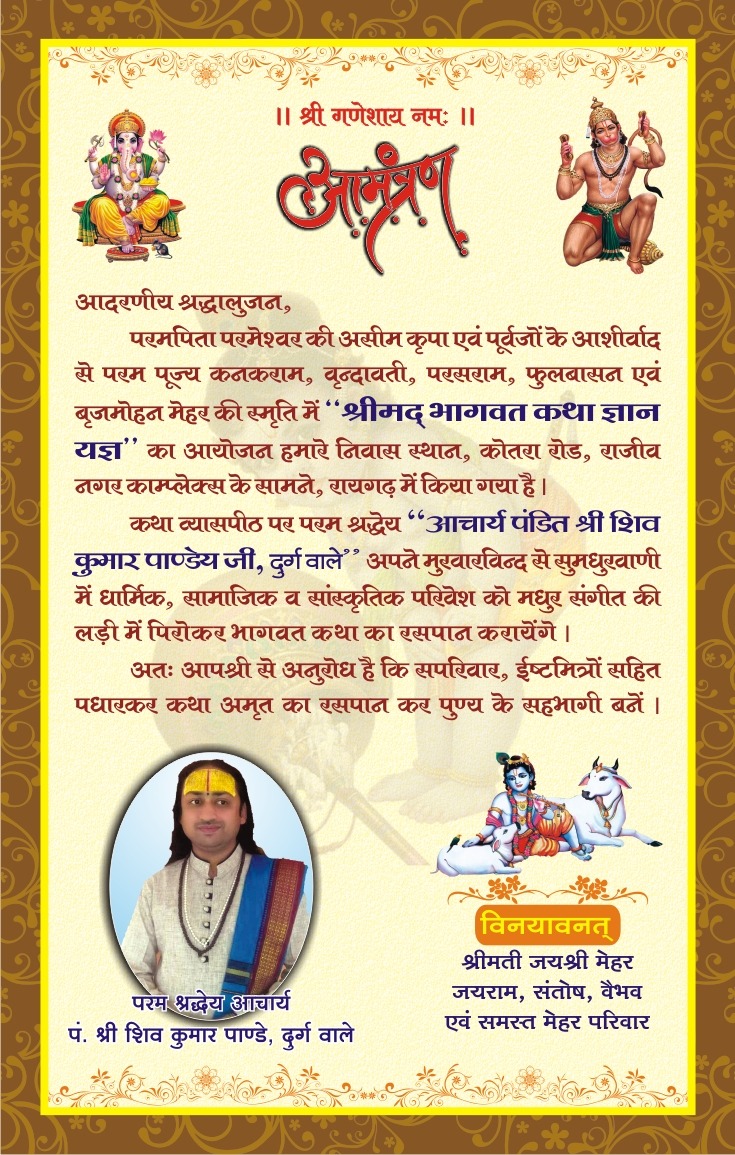 ।। श्री गणेशाय नमः ।।
आमंत्रण
आदरणीय श्रद्धालुजन,
परमपिता परमेश्वर की असीम कृपा एवं पूर्वजों के आशीर्वाद
से परम पूज्य कनकराम, वृन्दावती, परसराम, फुलबासन एवं
बृजमोहन मेहर की स्मृति में “श्रीमद् भागवत कथा ज्ञान
यज्ञ” का आयोजन हमारे निवास स्थान, कोतरा रोड, राजीव
नगर काम्प्लेक्स के सामने, रायगढ़ में किया गया है।
कथा व्यासपीठ पर परम श्रद्धेय “आचार्य पंडित श्री शिव
कुमार पाण्डेय जी, दुर्ग वाले” अपने मुखारविन्द से सुमधुरवाणी
में धार्मिक, सामाजिक व सांस्कृतिक परिवेश को मधुर संगीत की
लड़ी में पिरोकर भागवत कथा का रसपान करायेंगे।
अतः आपश्री से अनुरोध है कि सपरिवार, ईष्टमित्रों सहित
पधारकर कथा अमृत का रसपान कर पुण्य के सहभागी बनें।
परम श्रद्धेय आचार्य
पं. श्री शिव कुमार पाण्डे, दुर्ग वाले
विनयावनत्
श्रीमती जयश्री मेहर
जयराम, संतोष, वैभव
एवं समस्त मेहर परिवार